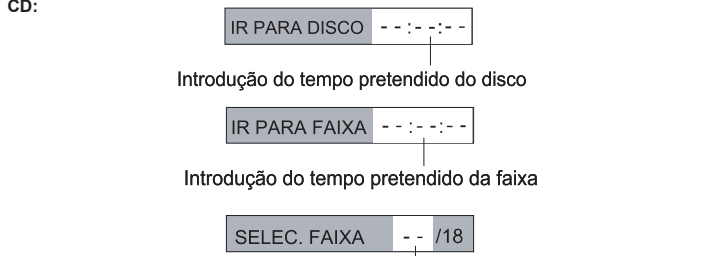 CD:
IR PARA DISCO --:--:--
Introdução do tempo pretendido do disco
IR PARA FAIXA --:--:--
Introdução do tempo pretendido da faixa
SELEC. FAIXA -- /18